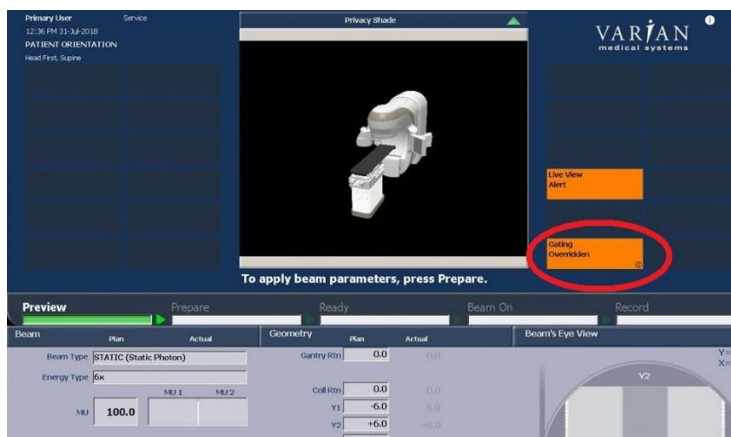 Primary User Service
12:36 PM 31-Jul-2018
PATIENT ORIENTATION
Head First, Supine
Privacy Shade
VARIAN
medical systems
i
Live View
Alert
Gating
Overridden
To apply beam parameters, press Prepare.
Preview Prepare Ready Beam On Record
Beam Plan Actual
Beam Type STATIC (Static Photon)
Energy Type 6x
MU 1 MU 2
MU 100.0
Geometry Plan Actual
Gantry Rtn 0.0 0.0
Coll Rtn 0.0 0.0
Y1 -6.0 -6.0
Y2 +6.0 +6.0
Beam's Eye View
Y=
X=
Y2